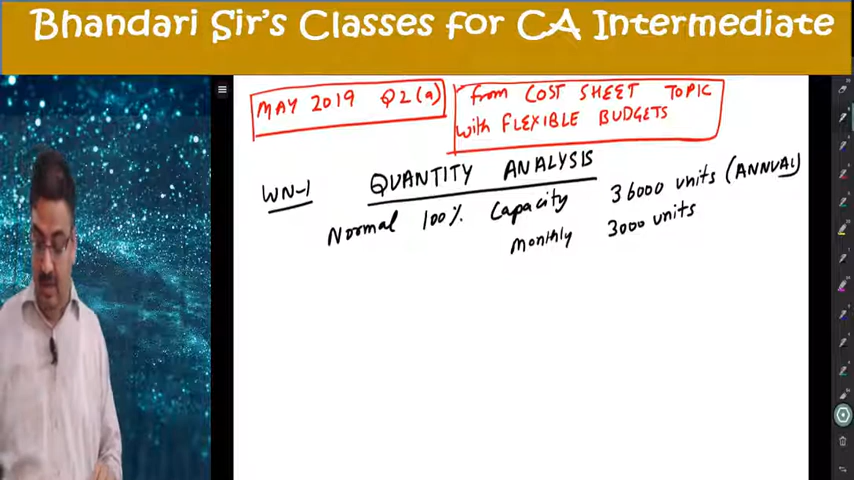 Bhandari Sir's Classes for CA Intermediate
MAY 2019 Q2(a)
from COST SHEET TOPIC
with FLEXIBLE BUDGETS
WN-1 QUANTITY ANALYSIS
Normal 100% Capacity 36000 units (ANNUAL)
Monthly 3000 units